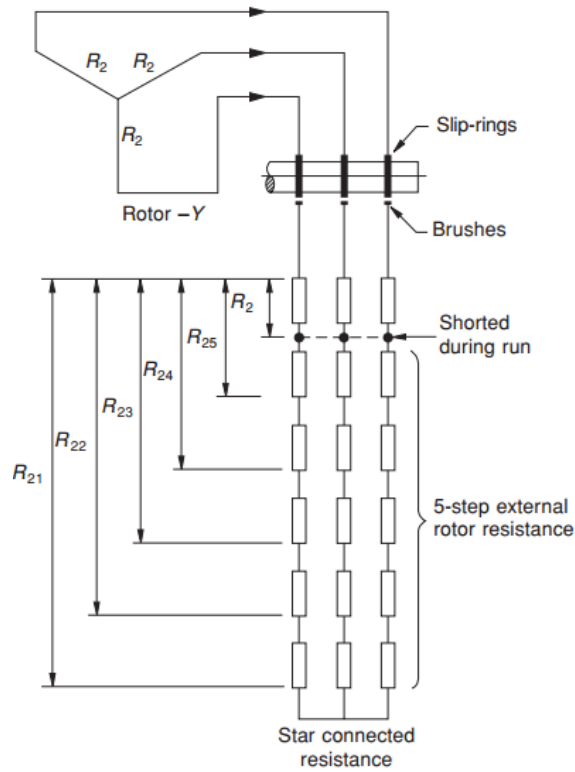 R2 R2
R2
Rotor –Y
Slip-rings
Brushes
R2
Shorted
during run
R25
R24
R23
R22
R21
5-step external
rotor resistance
Star connected
resistance